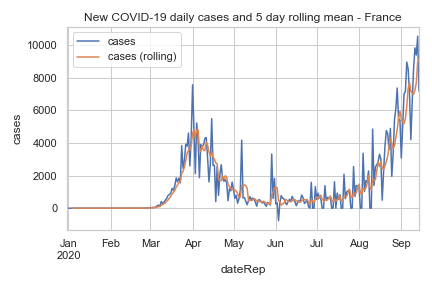 New COVID-19 daily cases and 5 day rolling mean - France
cases
cases (rolling)
10000
8000
6000
4000
2000
0
cases
Jan Feb Mar Apr May Jun Jul Aug Sep
2020
dateRep